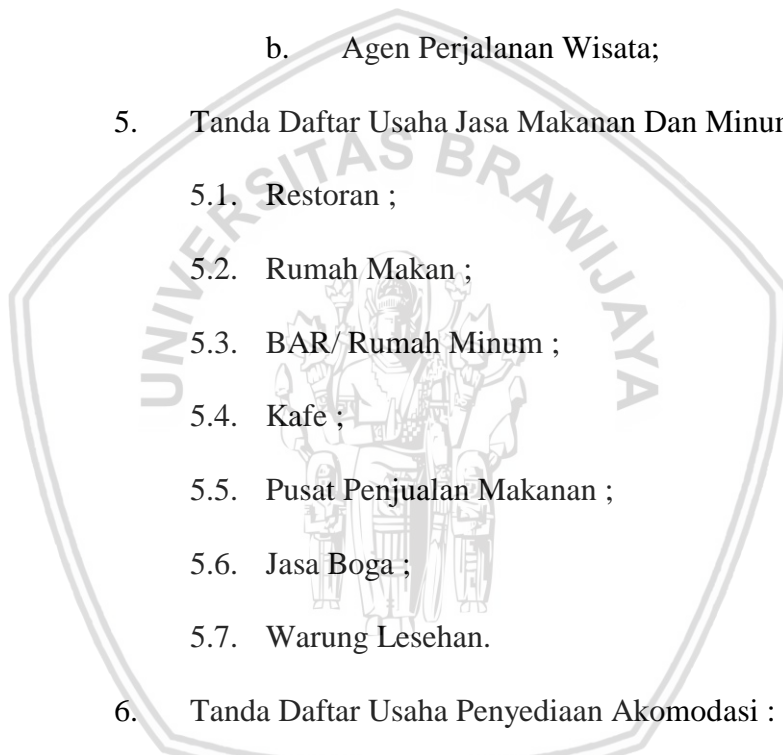 b. Agen Perjalanan Wisata;
5. Tanda Daftar Usaha Jasa Makanan Dan
5.1. Restoran ;
5.2. Rumah Makan ;
5.3. BAR/ Rumah Minum ;
5.4. Kafe ;
5.5. Pusat Penjualan Makanan ;
5.6. Jasa Boga ;
5.7. Warung Lesehan.
6. Tanda Daftar Usaha Penyediaan Akomodasi :
UNIVERSITAS BRAWIJAYA